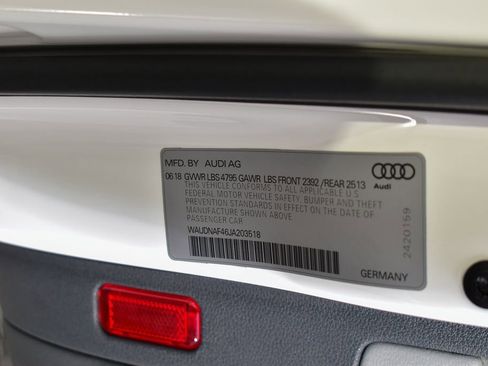 MFD. BY AUDI AG
06.18 GVWR LBS 4795 GAWR LBS FRONT 2392 / REAR 2513
THIS VEHICLE CONFORMS TO ALL APPLICABLE U S
FEDERAL MOTOR VEHICLE SAFETY, BUMPER AND THEFT
PREVENTION STANDARDS IN EFFECT ON THE DATE OF
MANUFACTURE SHOWN ABOVE.
PASSENGER CAR
WAUDNAF46JA203518
Audi
2420159
GERMANY